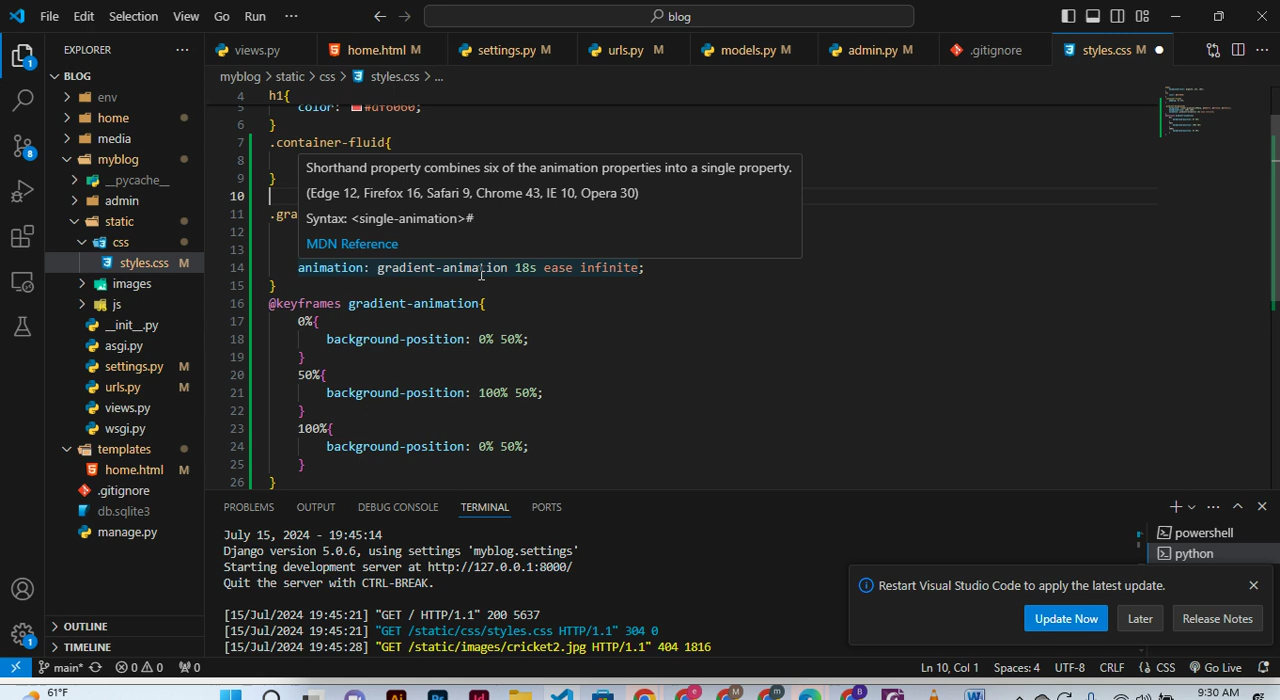 File Edit Selection View Go Run ··· blog
EXPLORER
views.py home.html M settings.py M urls.py M models.py M admin.py M .gitignore styles.css M
myblog > static > css > styles.css > ...
BLOG
env
home
media
myblog
__pycache__
admin
static
css
styles.css M
images
js
__init__.py
asgi.py
settings.py M
urls.py M
views.py
wsgi.py
templates
home.html M
.gitignore
db.sqlite3
manage.py
OUTLINE
TIMELINE
4 h1{
5 color: #df6000;
6 }
7 .container-fluid{
8
9 }
10
11 .gra
12
13
14 animation: gradient-animation 18s ease infinite;
15 }
16 @keyframes gradient-animation{
17 0%{
18 background-position: 0% 50%;
19 }
20 50%{
21 background-position: 100% 50%;
22 }
23 100%{
24 background-position: 0% 50%;
25 }
26 }
Shorthand property combines six of the animation properties into a single property.
(Edge 12, Firefox 16, Safari 9, Chrome 43, IE 10, Opera 30)
Syntax: <single-animation>#
MDN Reference
PROBLEMS OUTPUT DEBUG CONSOLE TERMINAL PORTS
July 15, 2024 - 19:45:14
Django version 5.0.6, using settings 'myblog.settings'
Starting development server at http://127.0.0.1:8000/
Quit the server with CTRL-BREAK.
[15/Jul/2024 19:45:21] "GET / HTTP/1.1" 200 5637
[15/Jul/2024 19:45:21] "GET /static/css/styles.css HTTP/1.1" 304 0
[15/Jul/2024 19:45:28] "GET /static/images/cricket2.jpg HTTP/1.1" 404 1816
powershell
python
Restart Visual Studio Code to apply the latest update.
Update Now Later Release Notes
main* 0 0 0 Ln 10, Col 1 Spaces: 4 UTF-8 CRLF CSS Go Live
61°F 9:30 AM